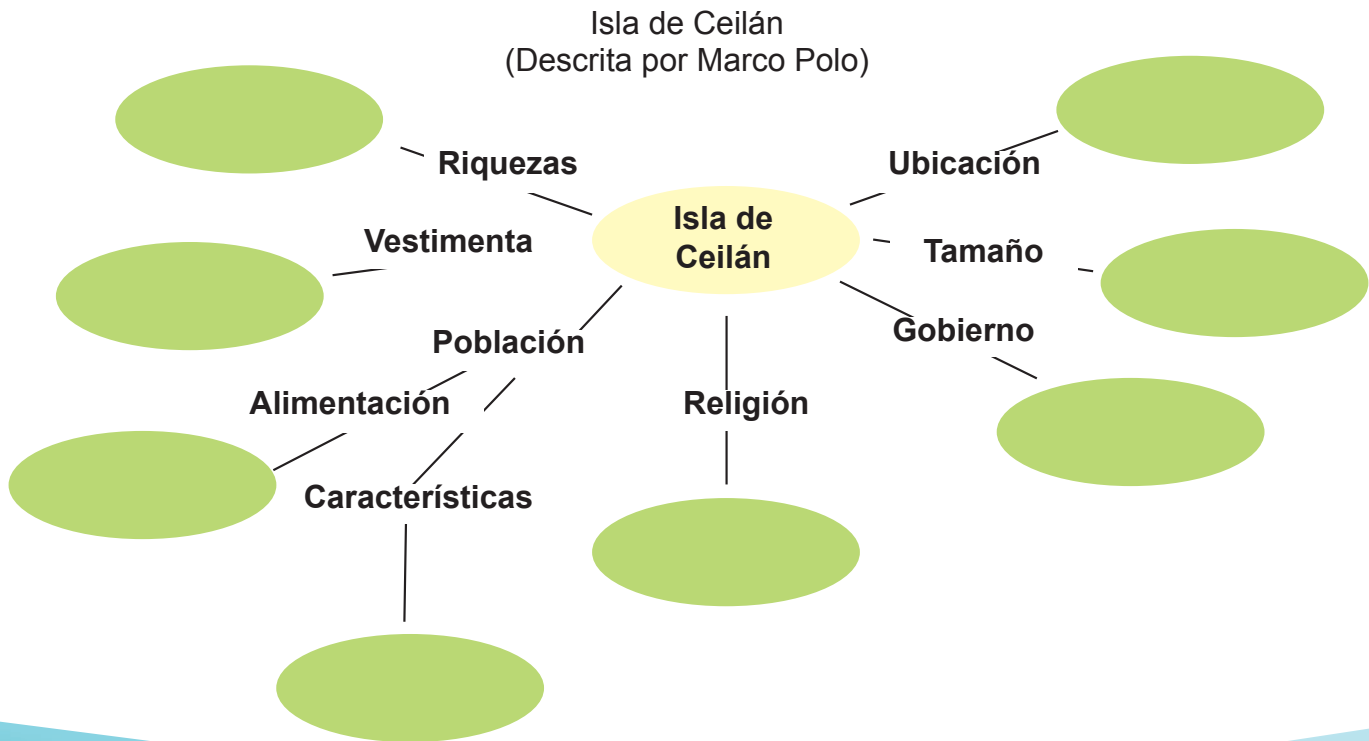 Isla de Ceilán
(Descrita por Marco Polo)
Riquezas
Ubicación
Isla de
Ceilán
Vestimenta
Tamaño
Población
Gobierno
Alimentación
Religión
Características